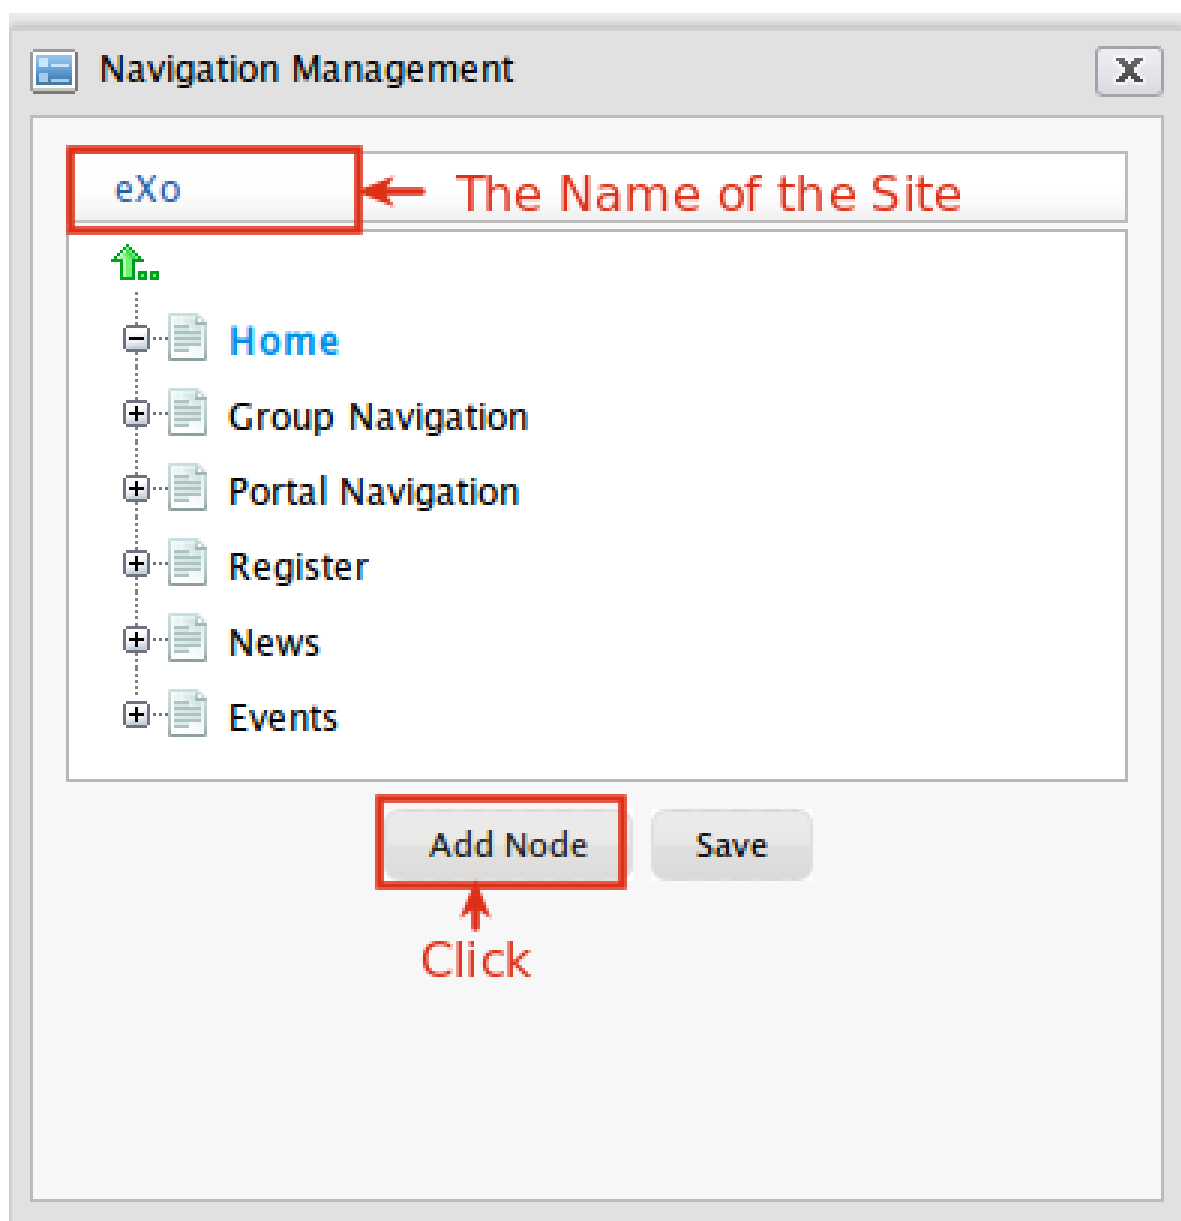 Navigation Management
X
eXo
The Name of the Site
Home
Group Navigation
Portal Navigation
Register
News
Events
Add Node
Save
Click